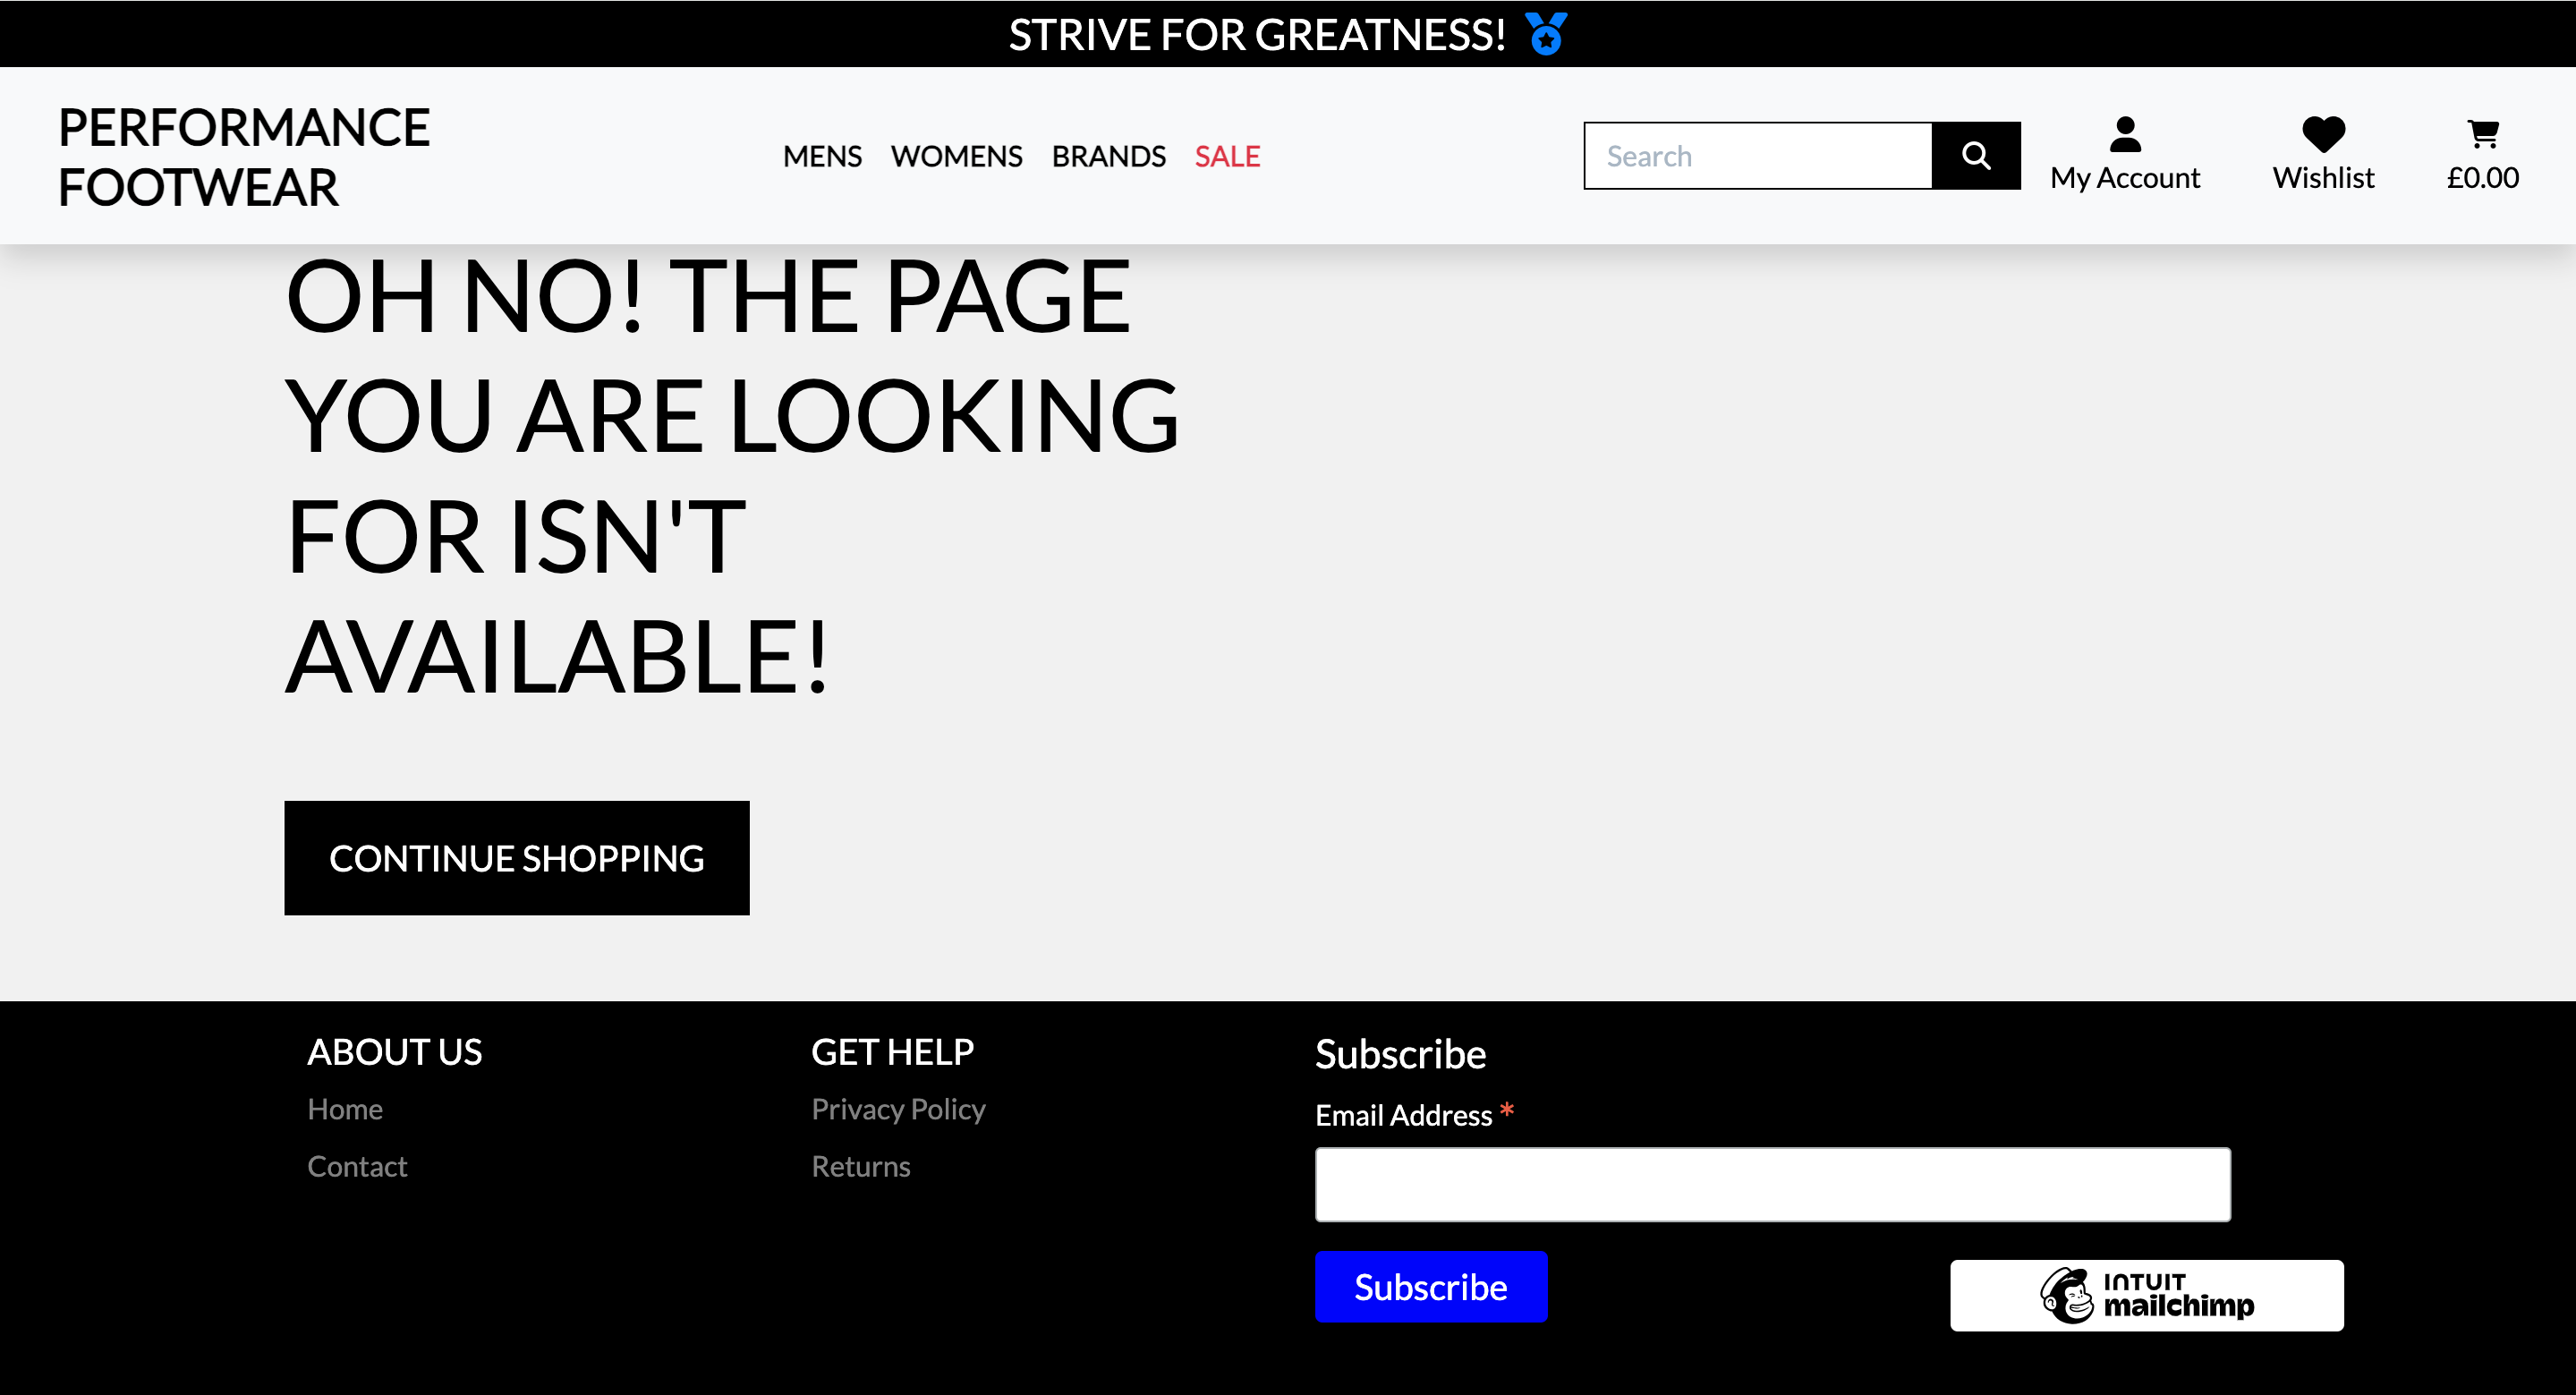 STRIVE FOR GREATNESS!
PERFORMANCE
FOOTWEAR
MENS WOMENS BRANDS SALE
Search
My Account
Wishlist
£0.00
OH NO! THE PAGE
YOU ARE LOOKING
FOR ISN'T
AVAILABLE!
CONTINUE SHOPPING
ABOUT US
Home
Contact
GET HELP
Privacy Policy
Returns
Subscribe
Email Address *
Subscribe
INTUIT
mailchimp